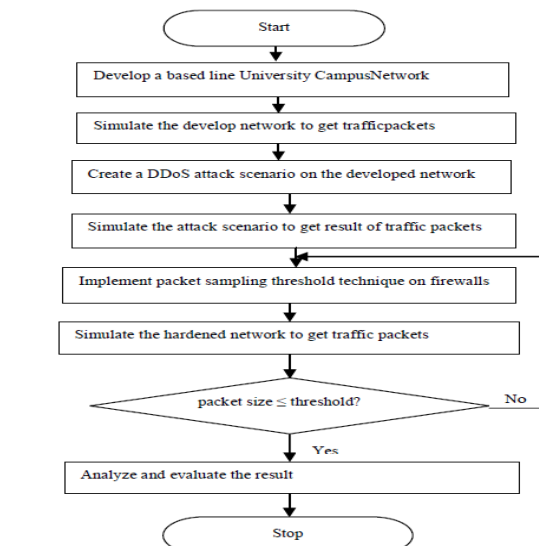 Start
Develop a based line University CampusNetwork
Simulate the develop network to get trafficpackets
Create a DDoS attack scenario on the developed network
Simulate the attack scenario to get result of traffic packets
Implement packet sampling threshold technique on firewalls
Simulate the hardened network to get traffic packets
packet size ≤ threshold?
No
Yes
Analyze and evaluate the result
Stop